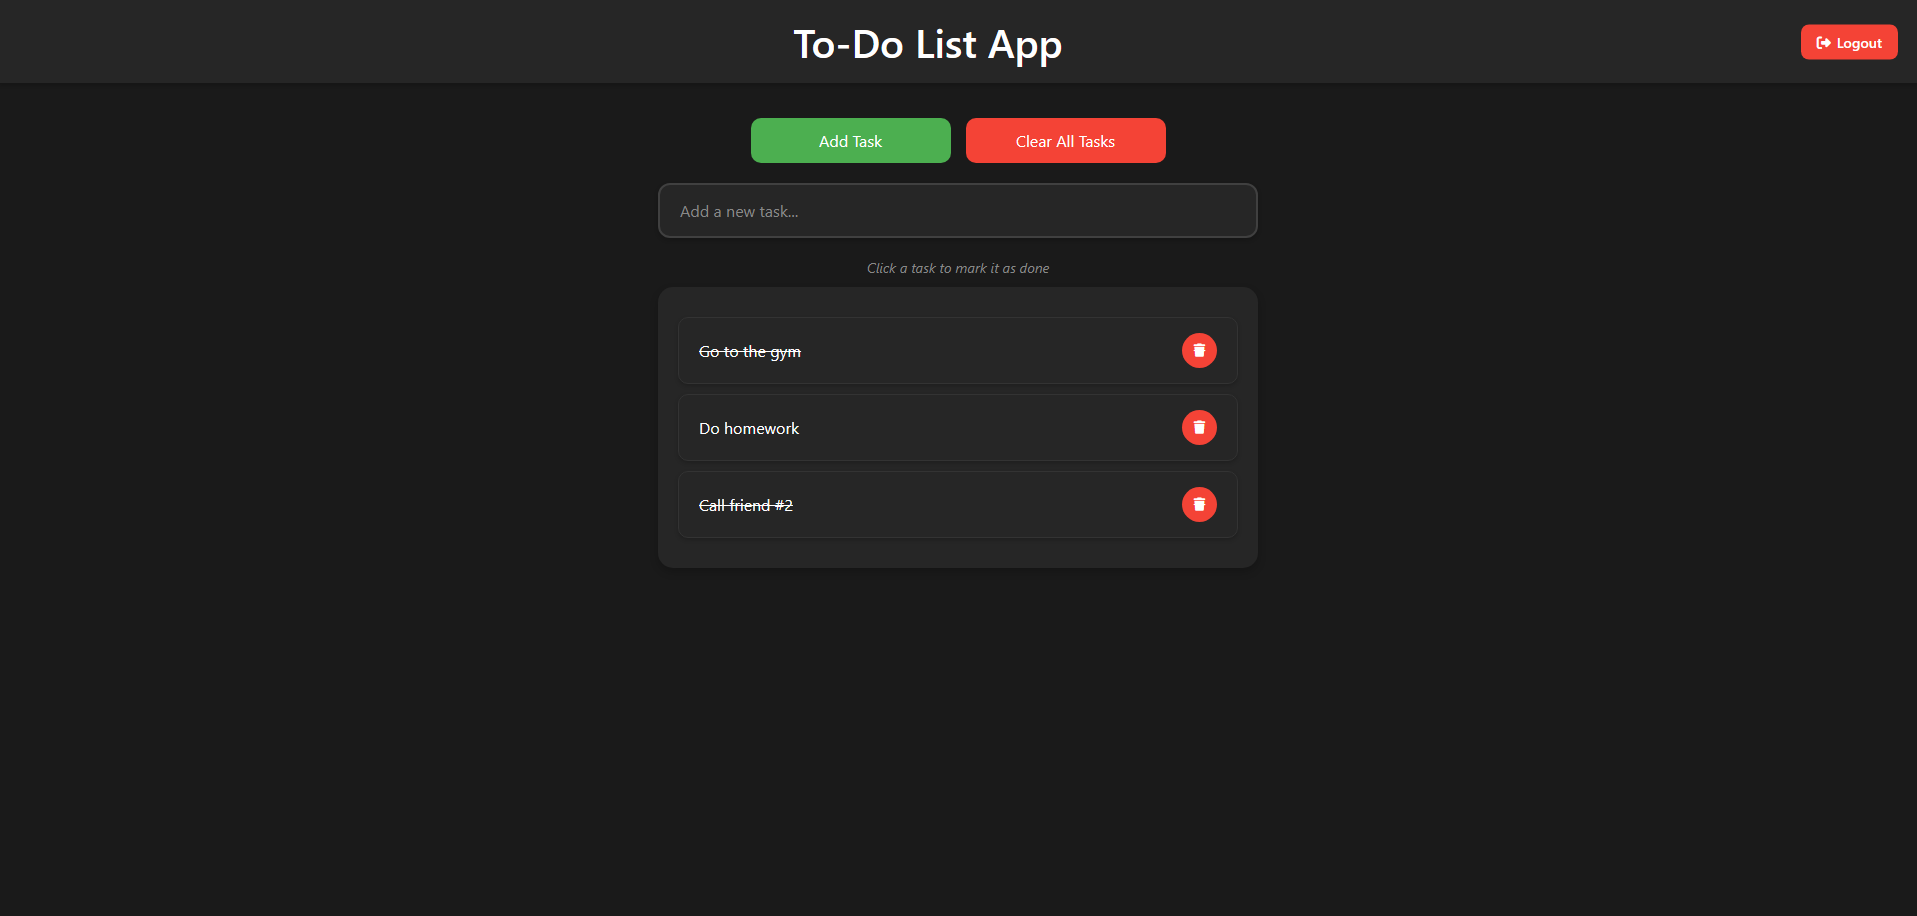 To-Do List App
Logout
Add Task
Clear All Tasks
Add a new task...
Click a task to mark it as done
Go to the gym
Do homework
Call friend #2